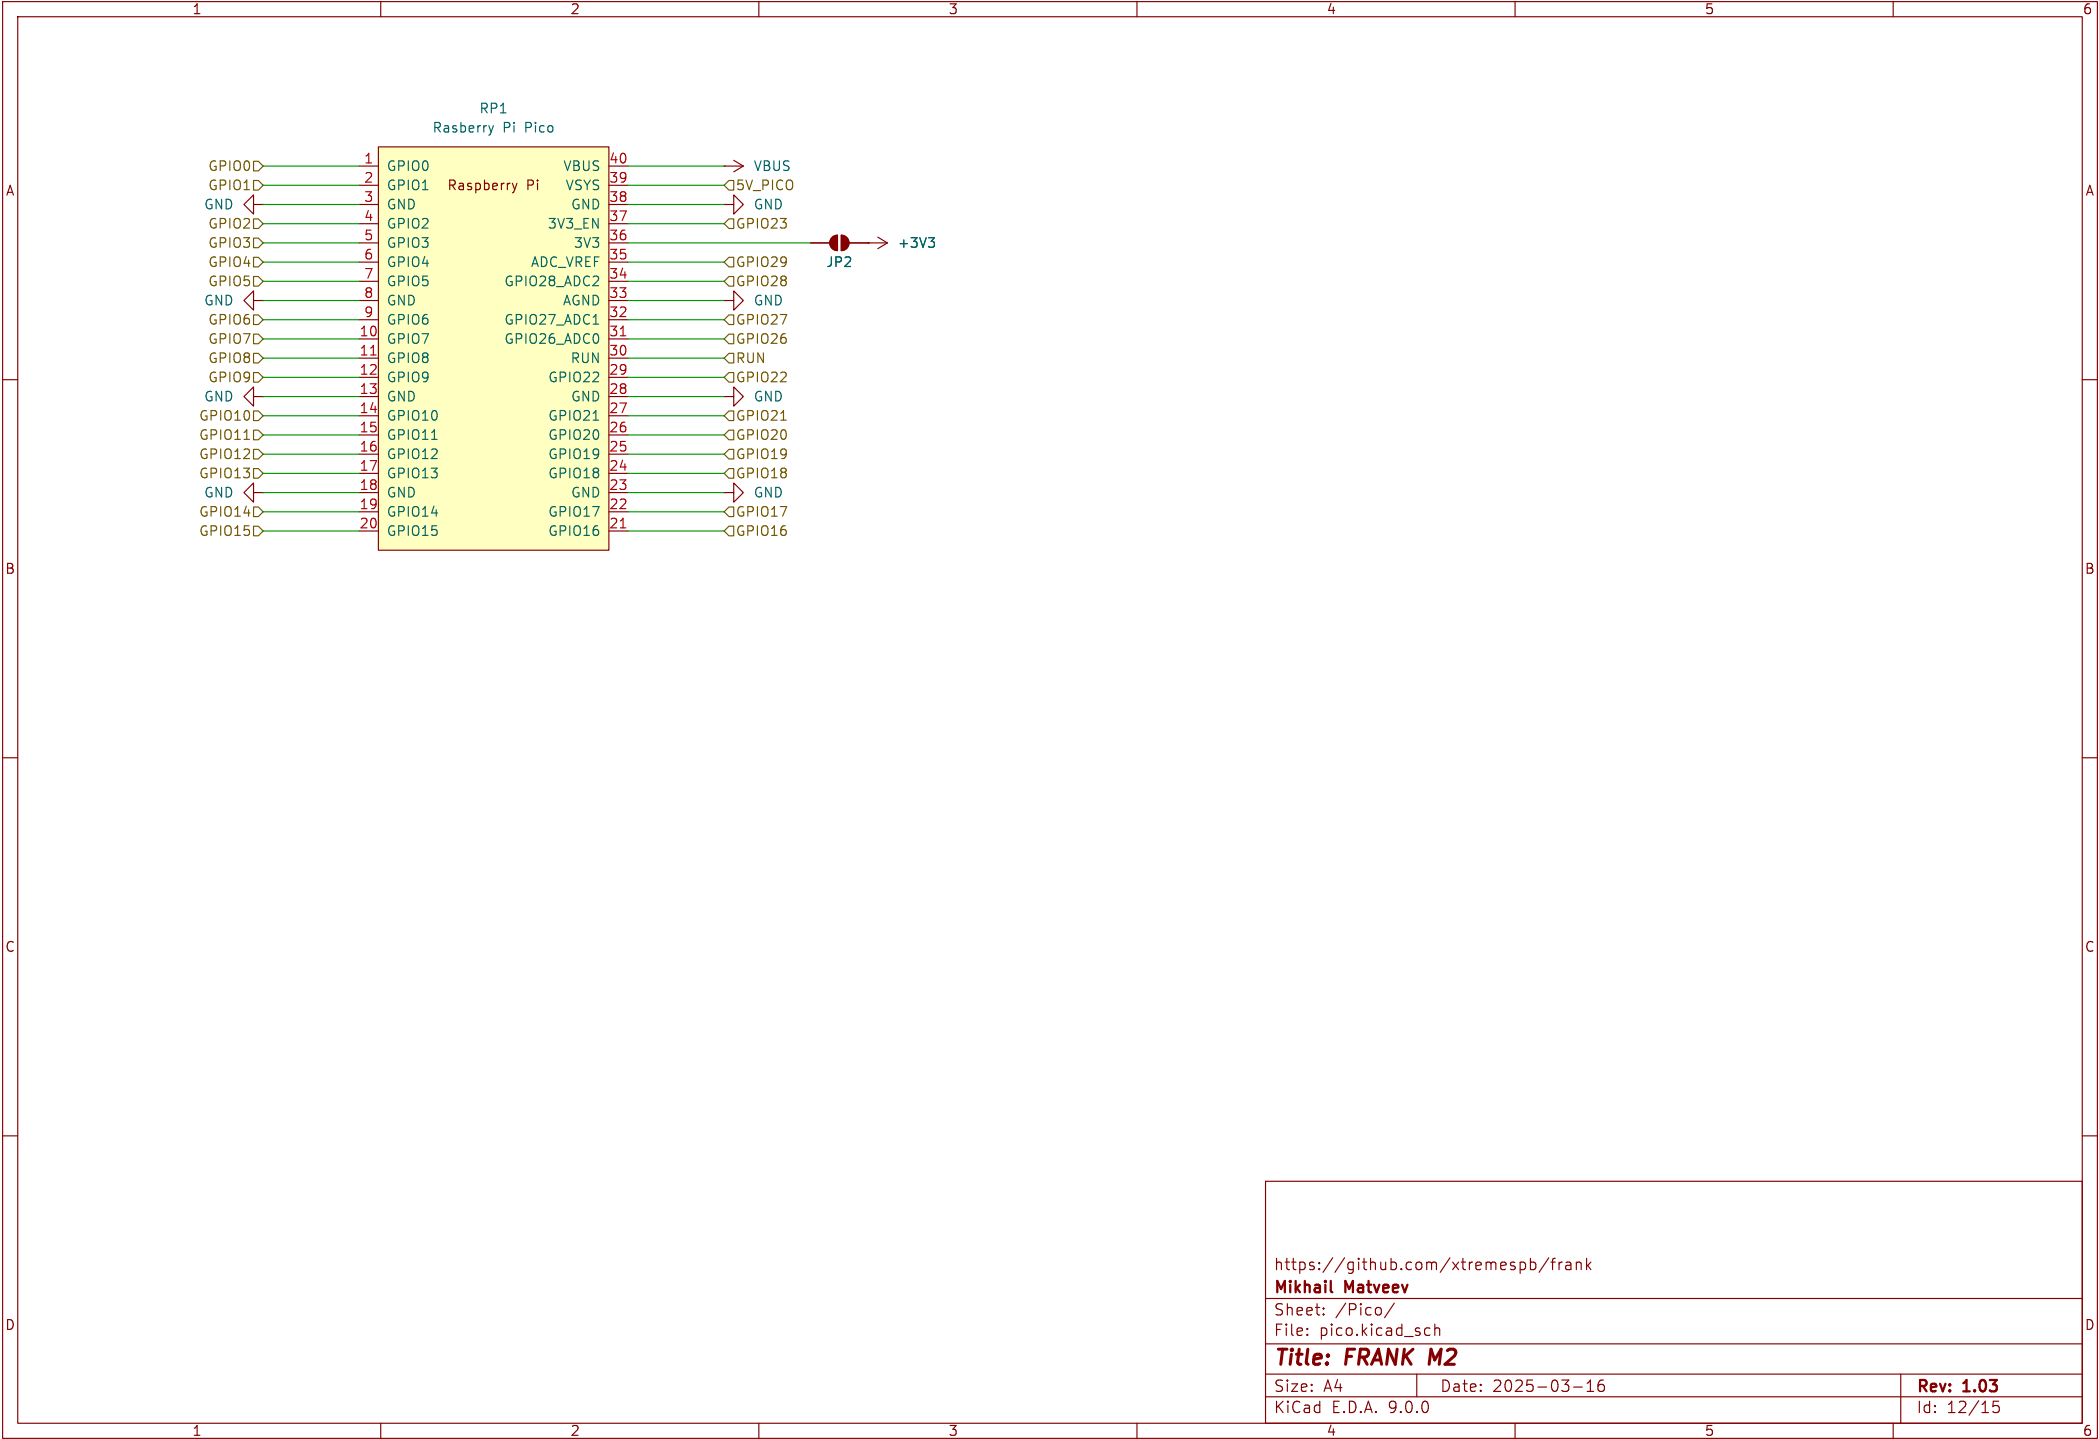 1 2 3 4 5 6
RP1
Rasberry Pi Pico
GPIO0 1 GPIO0 VBUS 40 VBUS
GPIO1 2 GPIO1 Raspberry Pi VSYS 39 5V_PICO
A GND 3 GND GND 38 GND A
GPIO2 4 GPIO2 3V3_EN 37 GPIO23
GPIO3 5 GPIO3 3V3 36 +3V3
GPIO4 6 GPIO4 ADC_VREF 35 GPIO29 JP2
GPIO5 7 GPIO5 GPIO28_ADC2 34 GPIO28
GND 8 GND AGND 33 GND
GPIO6 9 GPIO6 GPIO27_ADC1 32 GPIO27
GPIO7 10 GPIO7 GPIO26_ADC0 31 GPIO26
GPIO8 11 GPIO8 RUN 30 RUN
GPIO9 12 GPIO9 GPIO22 29 GPIO22
GND 13 GND GND 28 GND
GPIO10 14 GPIO10 GPIO21 27 GPIO21
GPIO11 15 GPIO11 GPIO20 26 GPIO20
GPIO12 16 GPIO12 GPIO19 25 GPIO19
GPIO13 17 GPIO13 GPIO18 24 GPIO18
GND 18 GND GND 23 GND
GPIO14 19 GPIO14 GPIO17 22 GPIO17
GPIO15 20 GPIO15 GPIO16 21 GPIO16
B B
C C
https://github.com/xtremespb/frank
Mikhail Matveev
Sheet: /Pico/
D D
File: pico.kicad_sch
Title: FRANK M2
Size: A4 Date: 2025-03-16 Rev: 1.03
KiCad E.D.A. 9.0.0 Id: 12/15
1 2 3 4 5 6